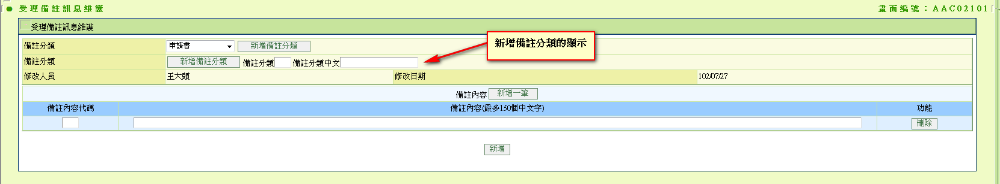 受理備註訊息維護 畫面編號：AAC02101
受理備註訊息維護
新增備註分類的顯示
備註分類 申請書 新增備註分類
備註分類 新增備註分類 備註分類 備註分類中文
修改人員 王大頭 修改日期 102/07/27
備註內容 新增一筆
備註內容代碼 備註內容(最多150個中文字) 功能
刪除
新增